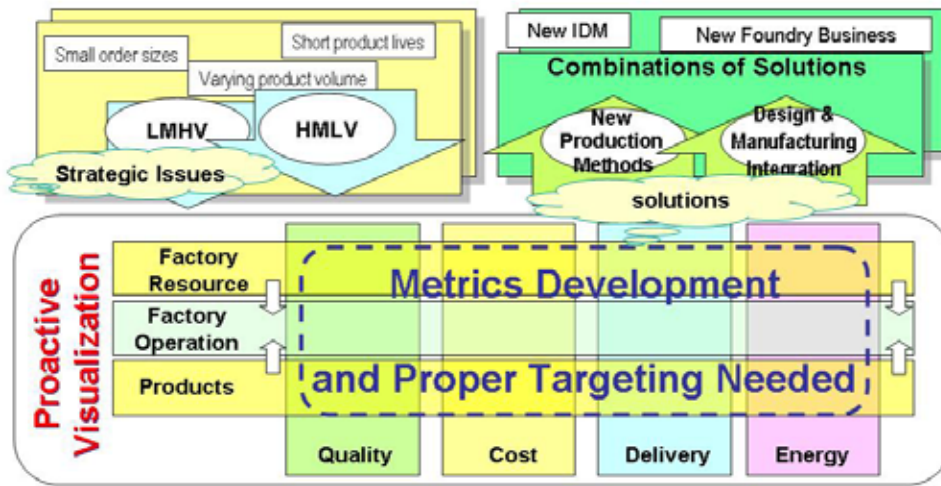 Small order sizes
Short product lives
Varying product volume
LMHV
HMLV
Strategic Issues
New IDM
New Foundry Business
Combinations of Solutions
New
Production
Methods
Design &
Manufacturing
Integration
solutions
Proactive
Visualization
Factory
Resource
Factory
Operation
Products
Metrics Development
and Proper Targeting Needed
Quality
Cost
Delivery
Energy